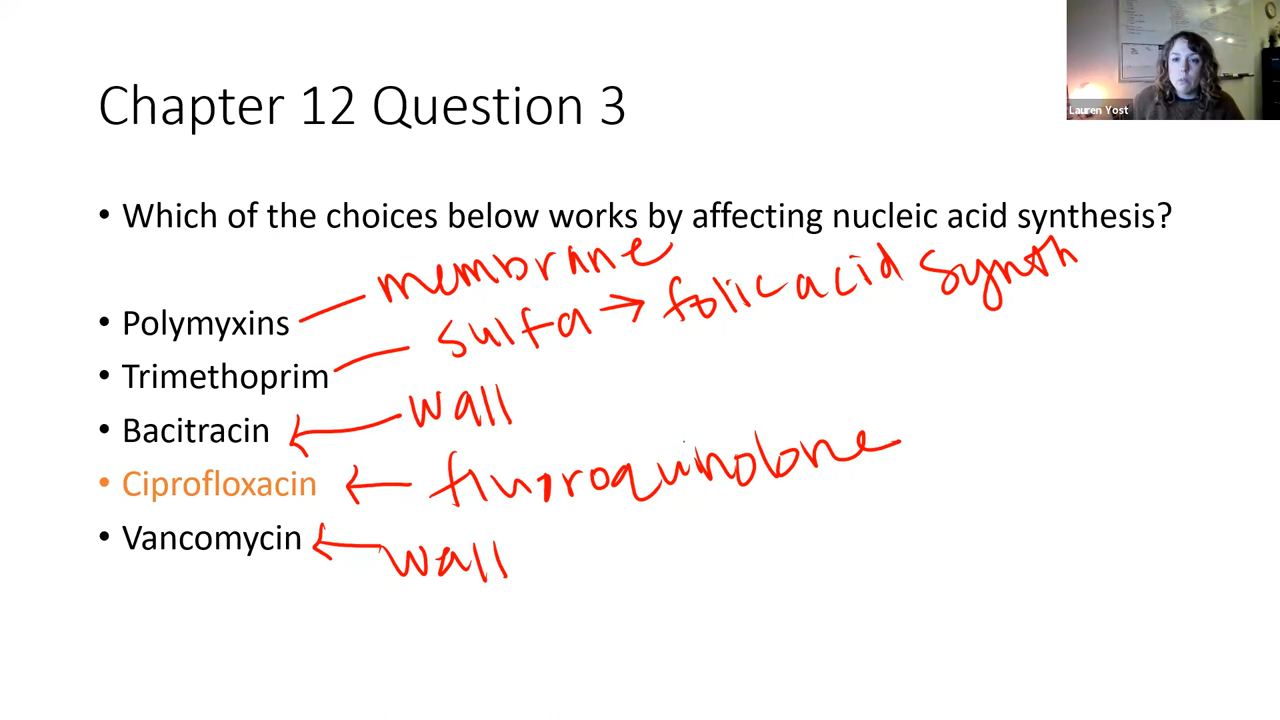 Lauren Yost
Chapter 12 Question 3
• Which of the choices below works by affecting nucleic acid synthesis?
membrane
• Polymyxins
sulfa → folic acid synth
• Trimethoprim
wall
• Bacitracin
fluoroquinolone
• Ciprofloxacin
• Vancomycin
wall